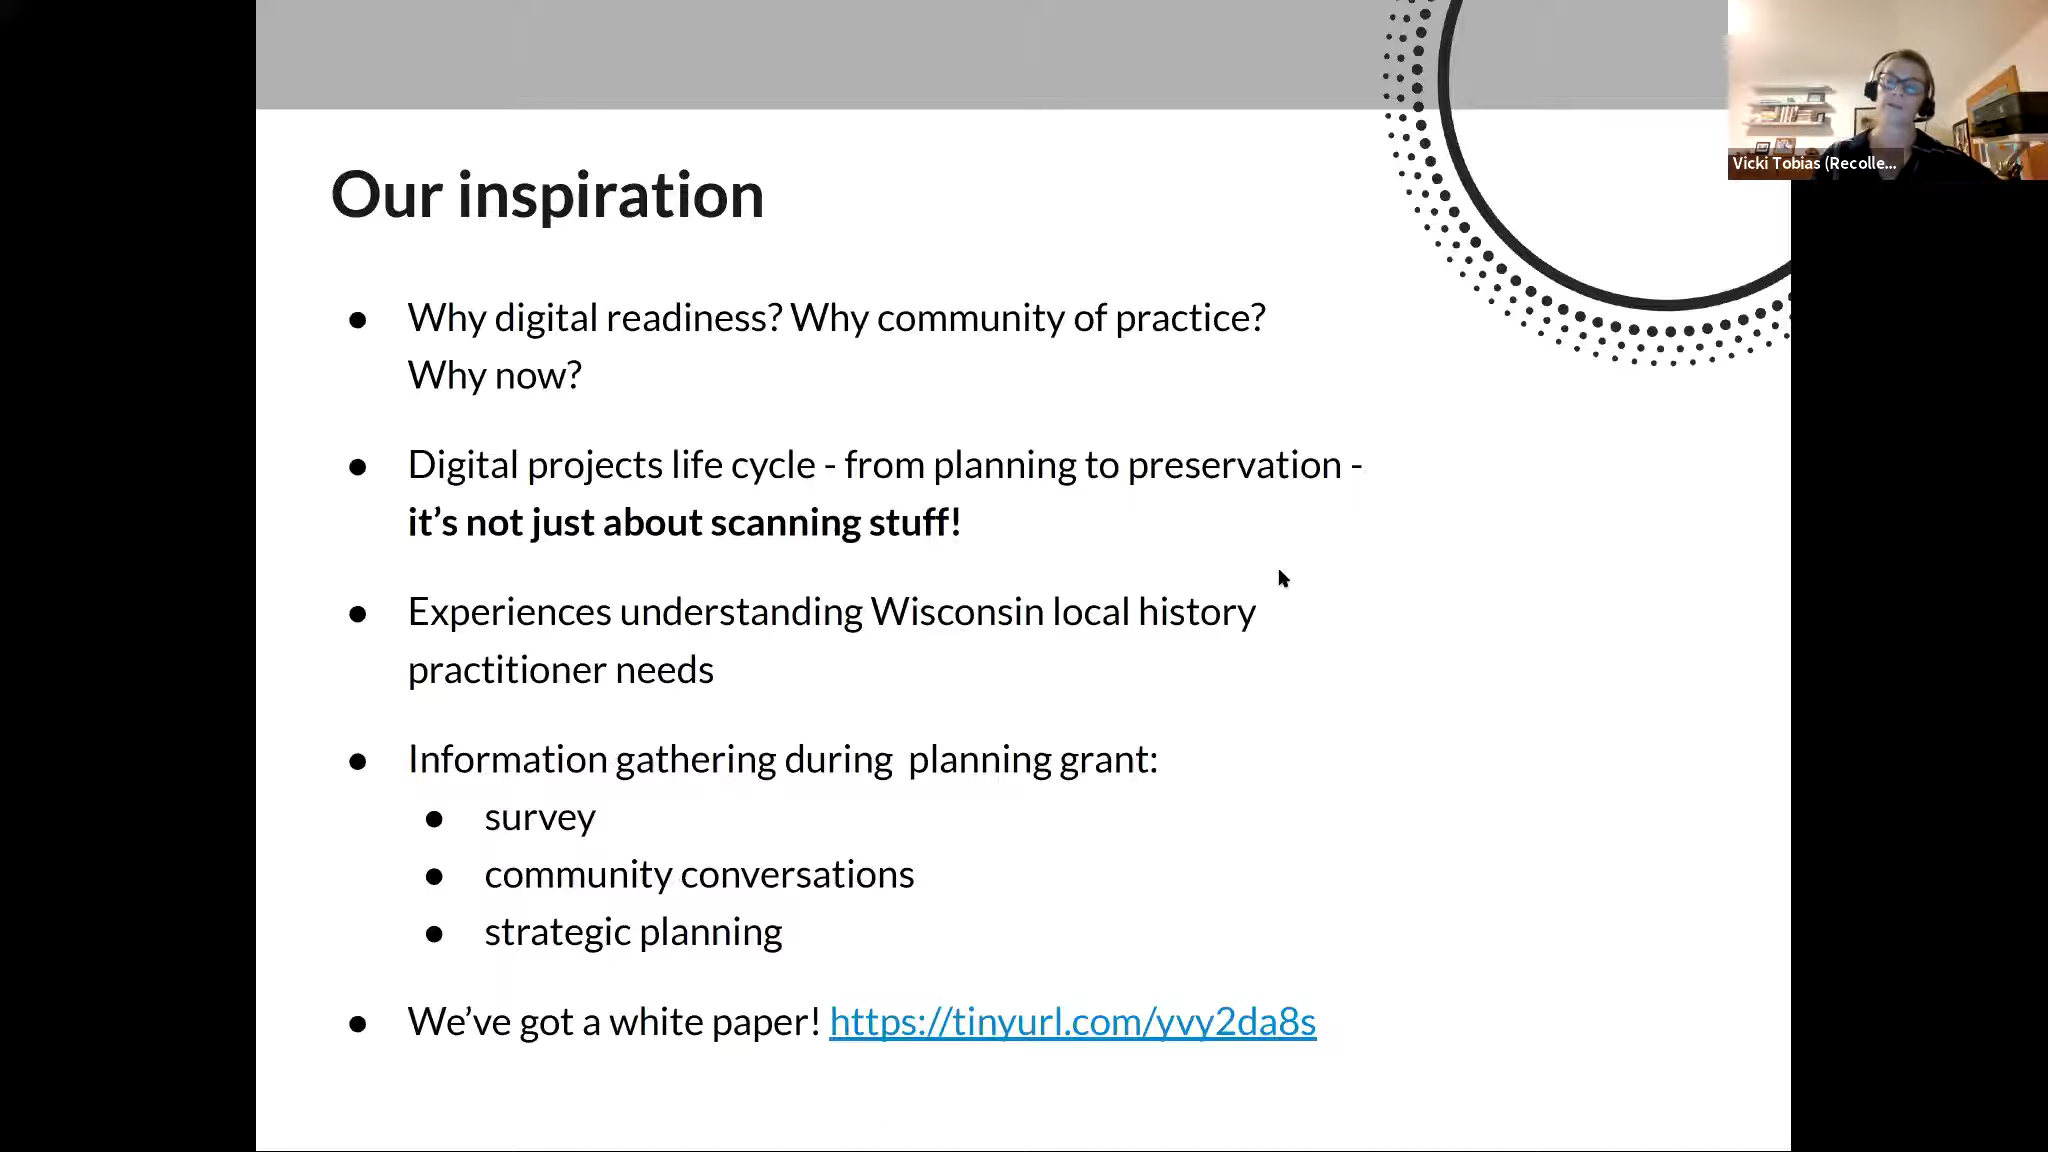 Our inspiration
● Why digital readiness? Why community of practice?
Why now?
● Digital projects life cycle - from planning to preservation -
it’s not just about scanning stuff!
● Experiences understanding Wisconsin local history
practitioner needs
● Information gathering during  planning grant:
● survey
● community conversations
● strategic planning
● We’ve got a white paper! https://tinyurl.com/yvy2da8s
Vicki Tobias (Recolle...